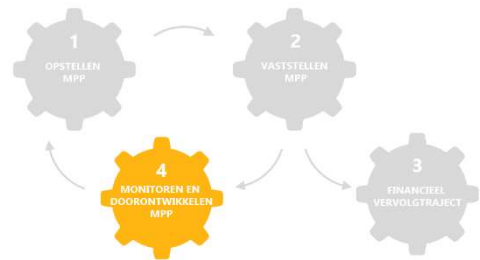 1
OPSTELLEN
MPP
2
VASTSTELLEN
MPP
4
MONITOREN EN
DOORONTWIKKELEN
MPP
3
FINANCIEEL
VERVOLGTRAJECT